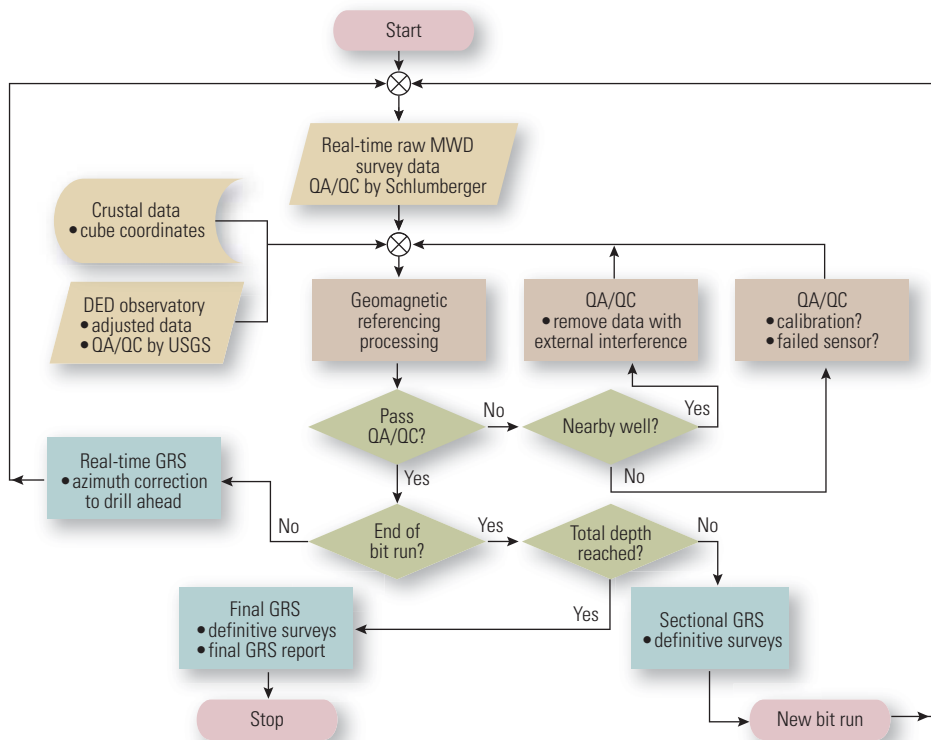 Start
Real-time raw MWD
survey data
QA/QC by Schlumberger
Crustal data
• cube coordinates
DED observatory
• adjusted data
• QA/QC by USGS
Geomagnetic
referencing
processing
QA/QC
• remove data with
external interference
QA/QC
• calibration?
• failed sensor?
Pass
QA/QC?
No
Nearby well?
Yes
No
Yes
Real-time GRS
• azimuth correction
to drill ahead
No
End of
bit run?
Yes
Total depth
reached?
No
Yes
Final GRS
• definitive surveys
• final GRS report
Sectional GRS
• definitive surveys
Stop
New bit run